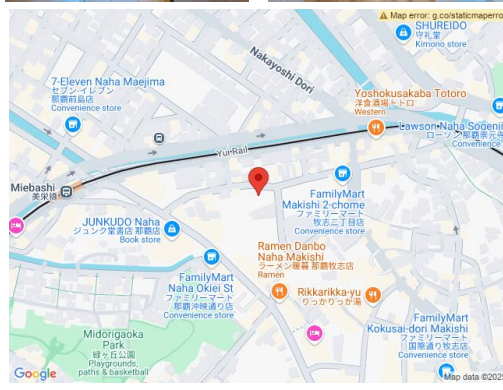 Map error: g.co/staticmaperro
SHUREIDO
守礼堂
Kimono store
Nakayoshi Dori
7-Eleven Naha Maejima
セブン-イレブン
那覇前島店
Convenience store
Yoshokusakaba Totoro
洋食酒場トトロ
Western
Lawson Naha Sogenji
ローソン 那覇崇元寺
Convenience
Yui Rail
Miebashi
美栄橋
FamilyMart
Makishi 2-chome
ファミリーマート
牧志二丁目店
Convenience store
JUNKUDO Naha
ジュンク堂書店 那覇店
Book store
Ramen Danbo
Naha Makishi
ラーメン暖暮 那覇牧志店
Ramen
FamilyMart
Naha Okiei St
ファミリーマート
那覇沖映通り店
Convenience store
Rikkarikka-yu
りっかりっか湯
FamilyMart
Kokusai-dori Makishi
ファミリーマート
国際通り牧志店
Convenience store
Midorigaoka
Park
緑ヶ丘公園
Playgrounds,
paths & basketball
Google
Map data ©202